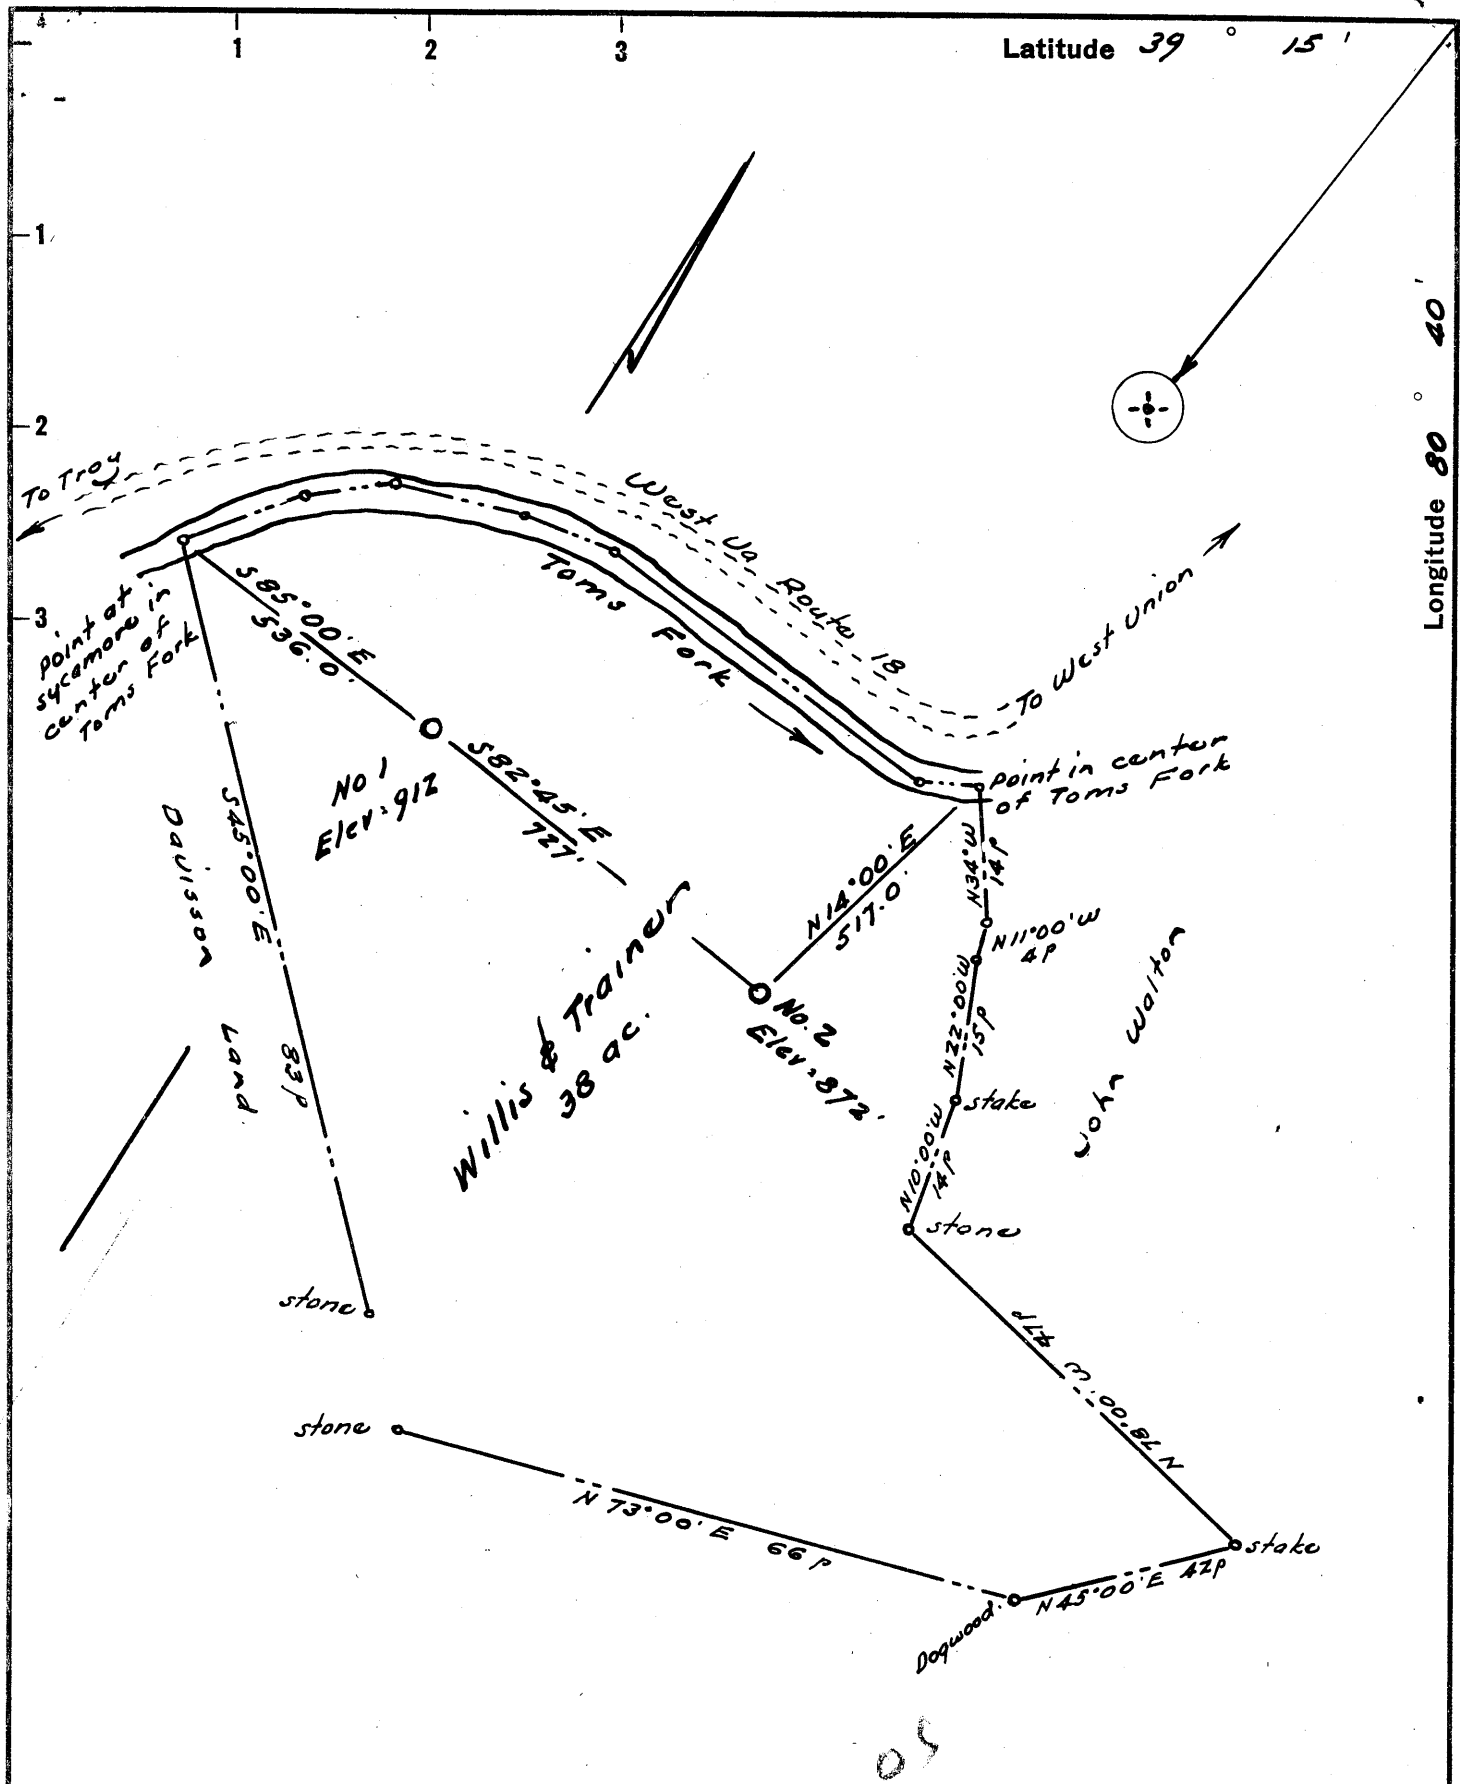 4
1
2
3
Latitude 39 ° 15 '
1
2
3
Longitude 80 ° 40 '
To Troy
West Va Route 18
Toms Fork
To West Union
Point at
sycamore in
center of
Toms Fork
S85°00'E
536.0'
No 1
Elev=912
S82°45'E
727'
Point in center
of Toms Fork
N14°00'E
517.0'
N34°W
14P
N11°00'W
4P
N22°00'W
15P
stake
N10°00'W
14P
stone
No. 2
Elev=872'
Davisson Land
S45°00'E 83P
Willis & Trainer
38 ac.
John Walton
stone
stone
N 78°00' W 47P
N 73°00' E 66 P
stake
N45°00'E 42P
Dogwood